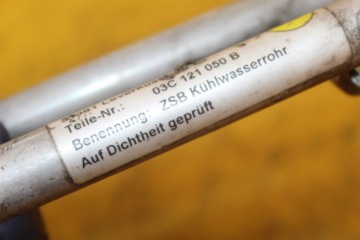 Teile-Nr.: 03C 121 050 B
Benennung: ZSB Kühlwasserrohr
Auf Dichtheit geprüft